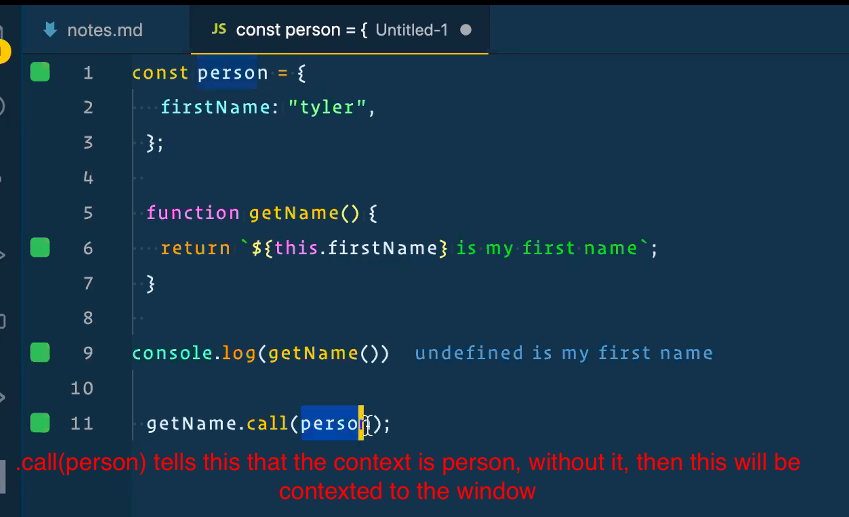 notes.md JS const person = { Untitled-1
1 const person = {
2 firstName: "tyler",
3 };
4
5 function getName() {
6 return `${this.firstName} is my first name`;
7 }
8
9 console.log(getName()) undefined is my first name
10
11 getName.call(person);
.call(person) tells this that the context is person, without it, then this will be
contexted to the window